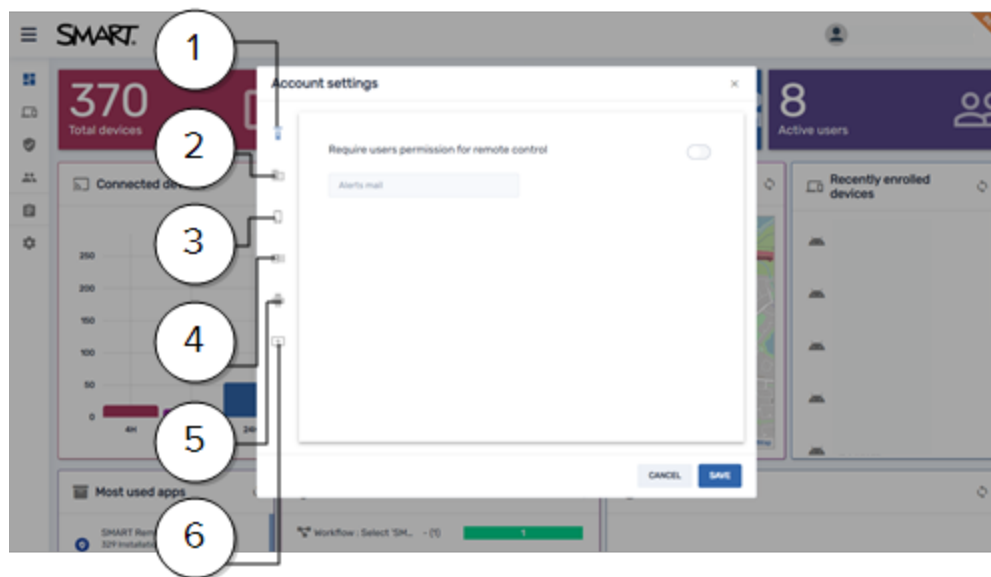 SMART
1
Account settings
370
Total devices
8
Active users
2
Require users permission for remote control
Alerts mail
Connected de
Recently enrolled
devices
3
250
200
4
150
100
50
0
4H
24
5
CANCEL
SAVE
Most used apps
6
SMART Rem
329 Installatio
Workflow : Select 'SM... - (1)
1